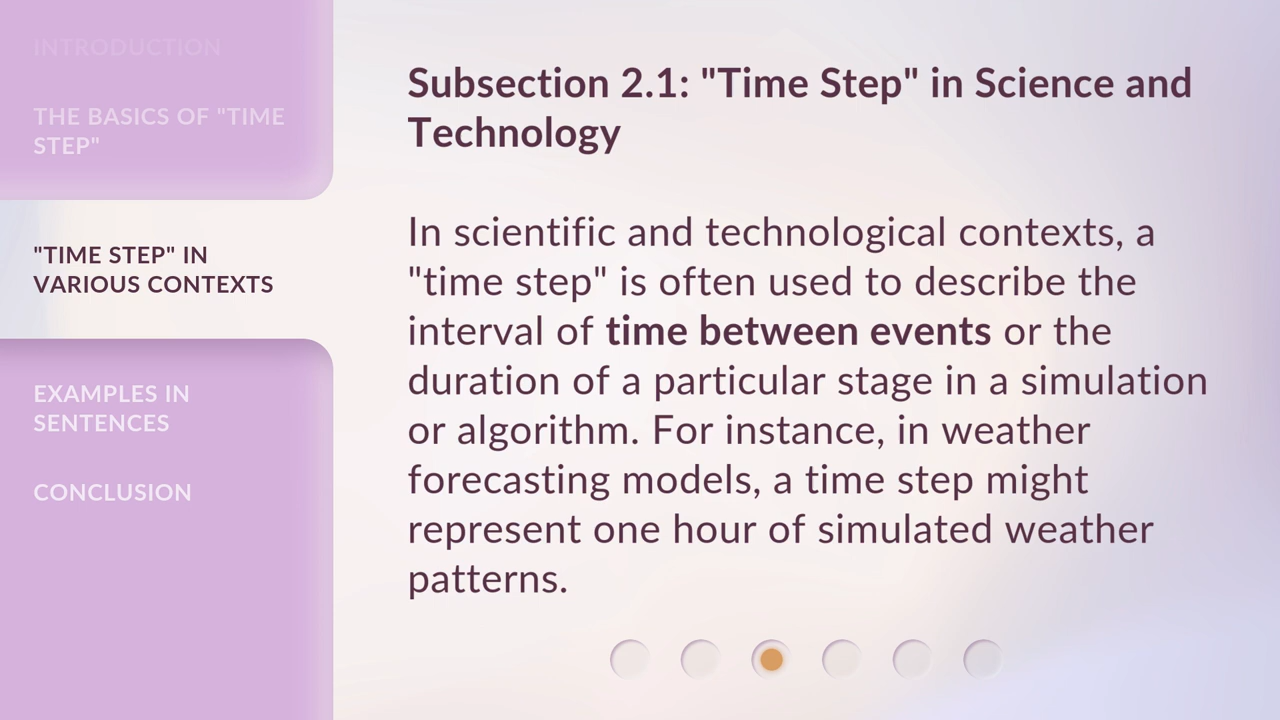 INTRODUCTION
THE BASICS OF "TIME
STEP"
"TIME STEP" IN
VARIOUS CONTEXTS
EXAMPLES IN
SENTENCES
CONCLUSION
Subsection 2.1: "Time Step" in Science and
Technology
In scientific and technological contexts, a
"time step" is often used to describe the
interval of time between events or the
duration of a particular stage in a simulation
or algorithm. For instance, in weather
forecasting models, a time step might
represent one hour of simulated weather
patterns.